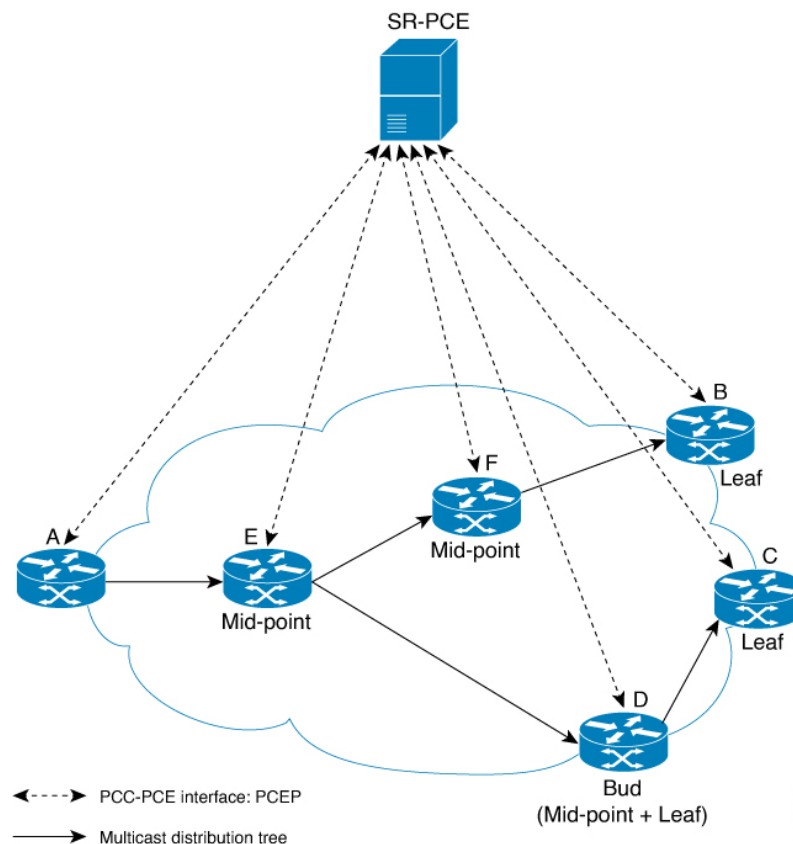 SR-PCE
B
Leaf
F
Mid-point
A
E
Mid-point
C
Leaf
D
Bud
(Mid-point + Leaf)
PCC-PCE interface: PCEP
Multicast distribution tree